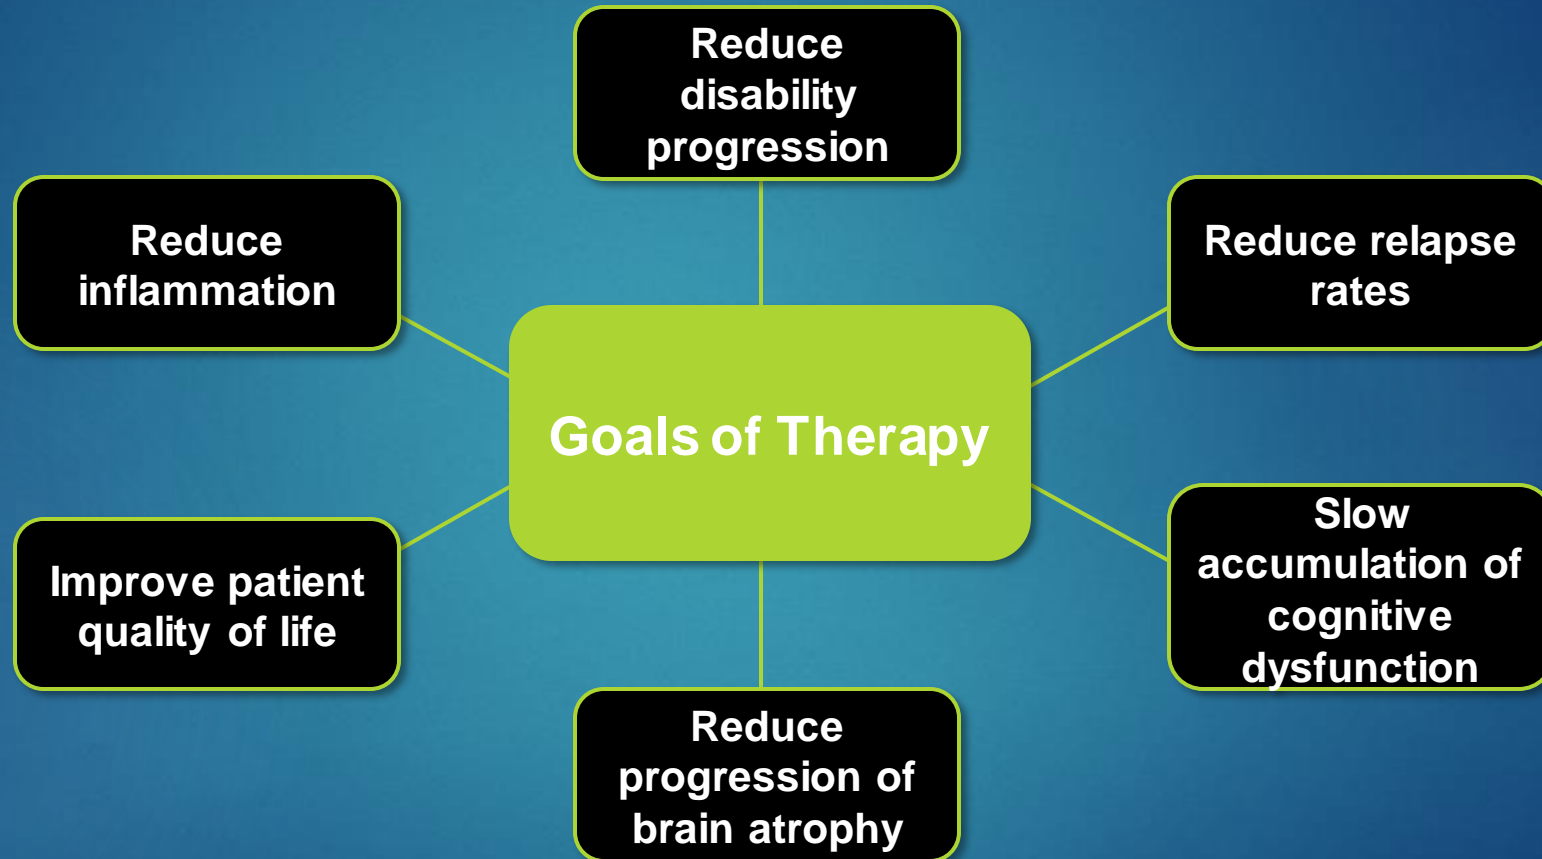 Reduce
disability
progression
Reduce
inflammation
Reduce relapse
rates
Goals of Therapy
Improve patient
quality of life
Slow
accumulation of
cognitive
dysfunction
Reduce
progression of
brain atrophy